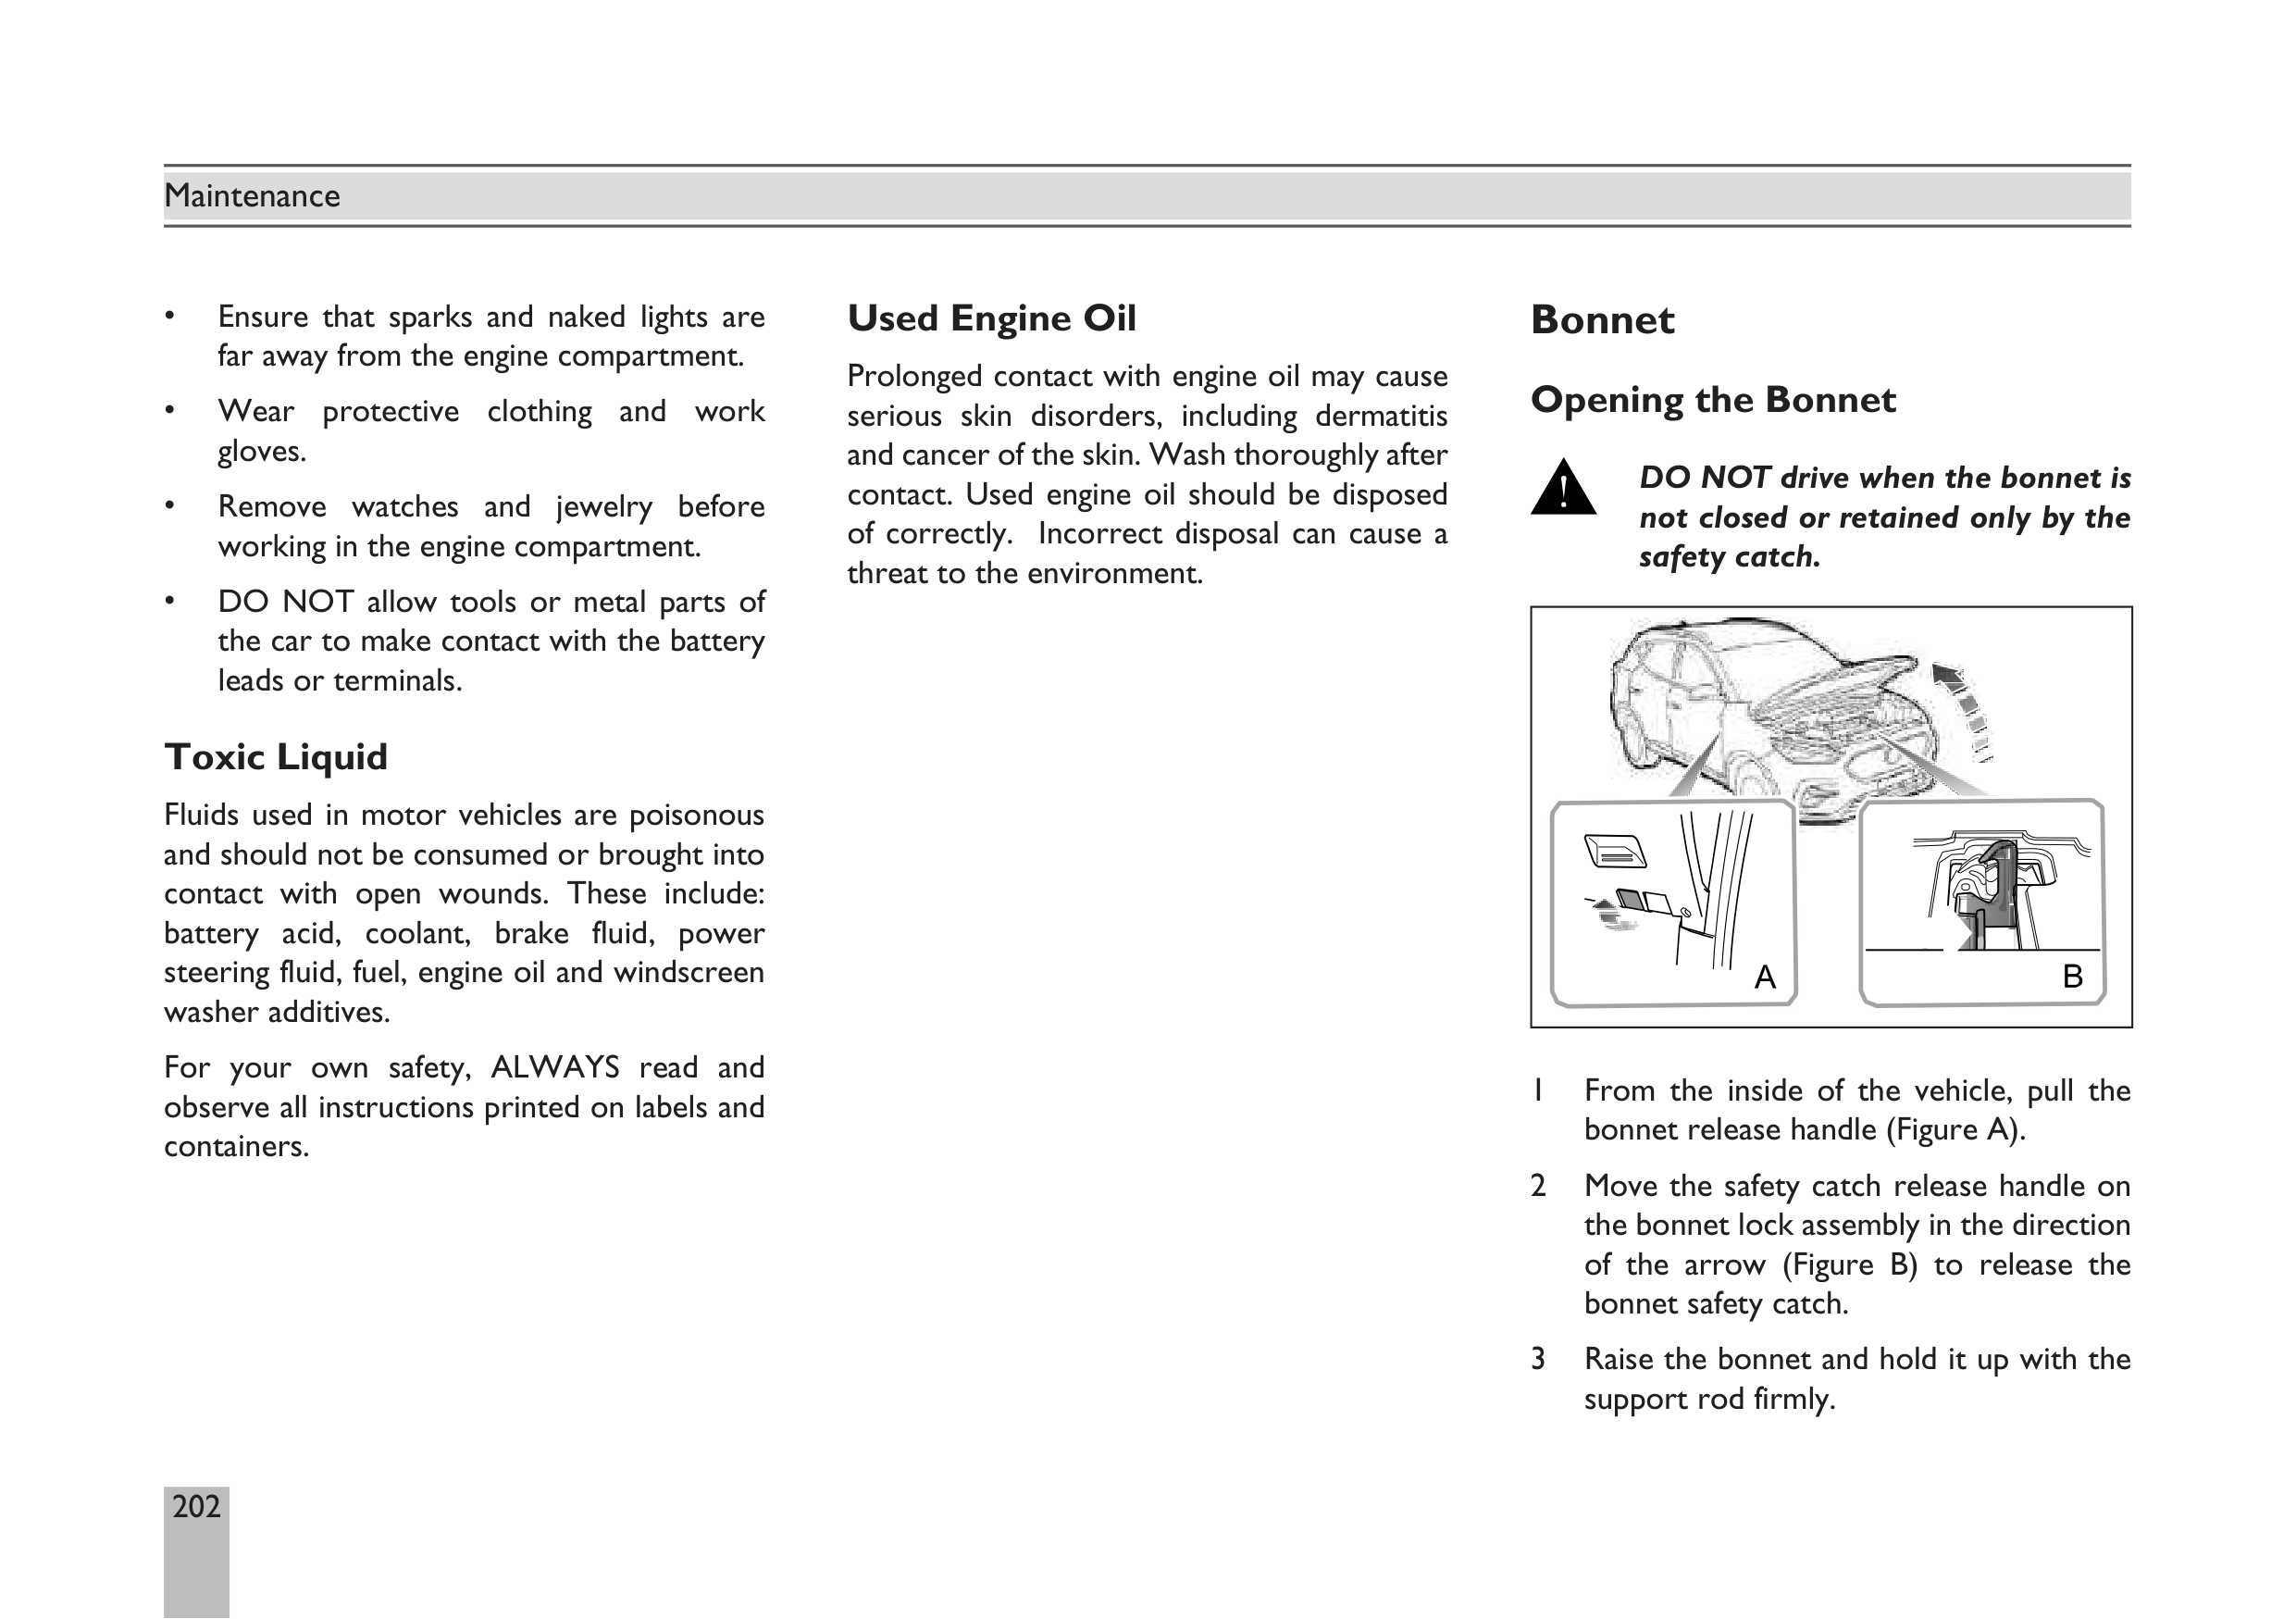 Maintenance
• Ensure that sparks and naked lights are
far away from the engine compartment.
• Wear protective clothing and work
gloves.
• Remove watches and jewelry before
working in the engine compartment.
• DO NOT allow tools or metal parts of
the car to make contact with the battery
leads or terminals.
Toxic Liquid
Fluids used in motor vehicles are poisonous
and should not be consumed or brought into
contact with open wounds. These include:
battery acid, coolant, brake fluid, power
steering fluid, fuel, engine oil and windscreen
washer additives.
For your own safety, ALWAYS read and
observe all instructions printed on labels and
containers.
Used Engine Oil
Prolonged contact with engine oil may cause
serious skin disorders, including dermatitis
and cancer of the skin. Wash thoroughly after
contact. Used engine oil should be disposed
of correctly. Incorrect disposal can cause a
threat to the environment.
Bonnet
Opening the Bonnet
DO NOT drive when the bonnet is
not closed or retained only by the
safety catch.
A
B
1 From the inside of the vehicle, pull the
bonnet release handle (Figure A).
2 Move the safety catch release handle on
the bonnet lock assembly in the direction
of the arrow (Figure B) to release the
bonnet safety catch.
3 Raise the bonnet and hold it up with the
support rod firmly.
202